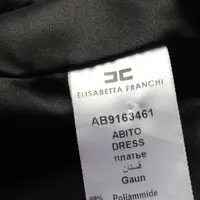 ELISABETTA FRANCHI
AB9163461
ABITO
DRESS
платье
فستان
Gaun
Poliammide